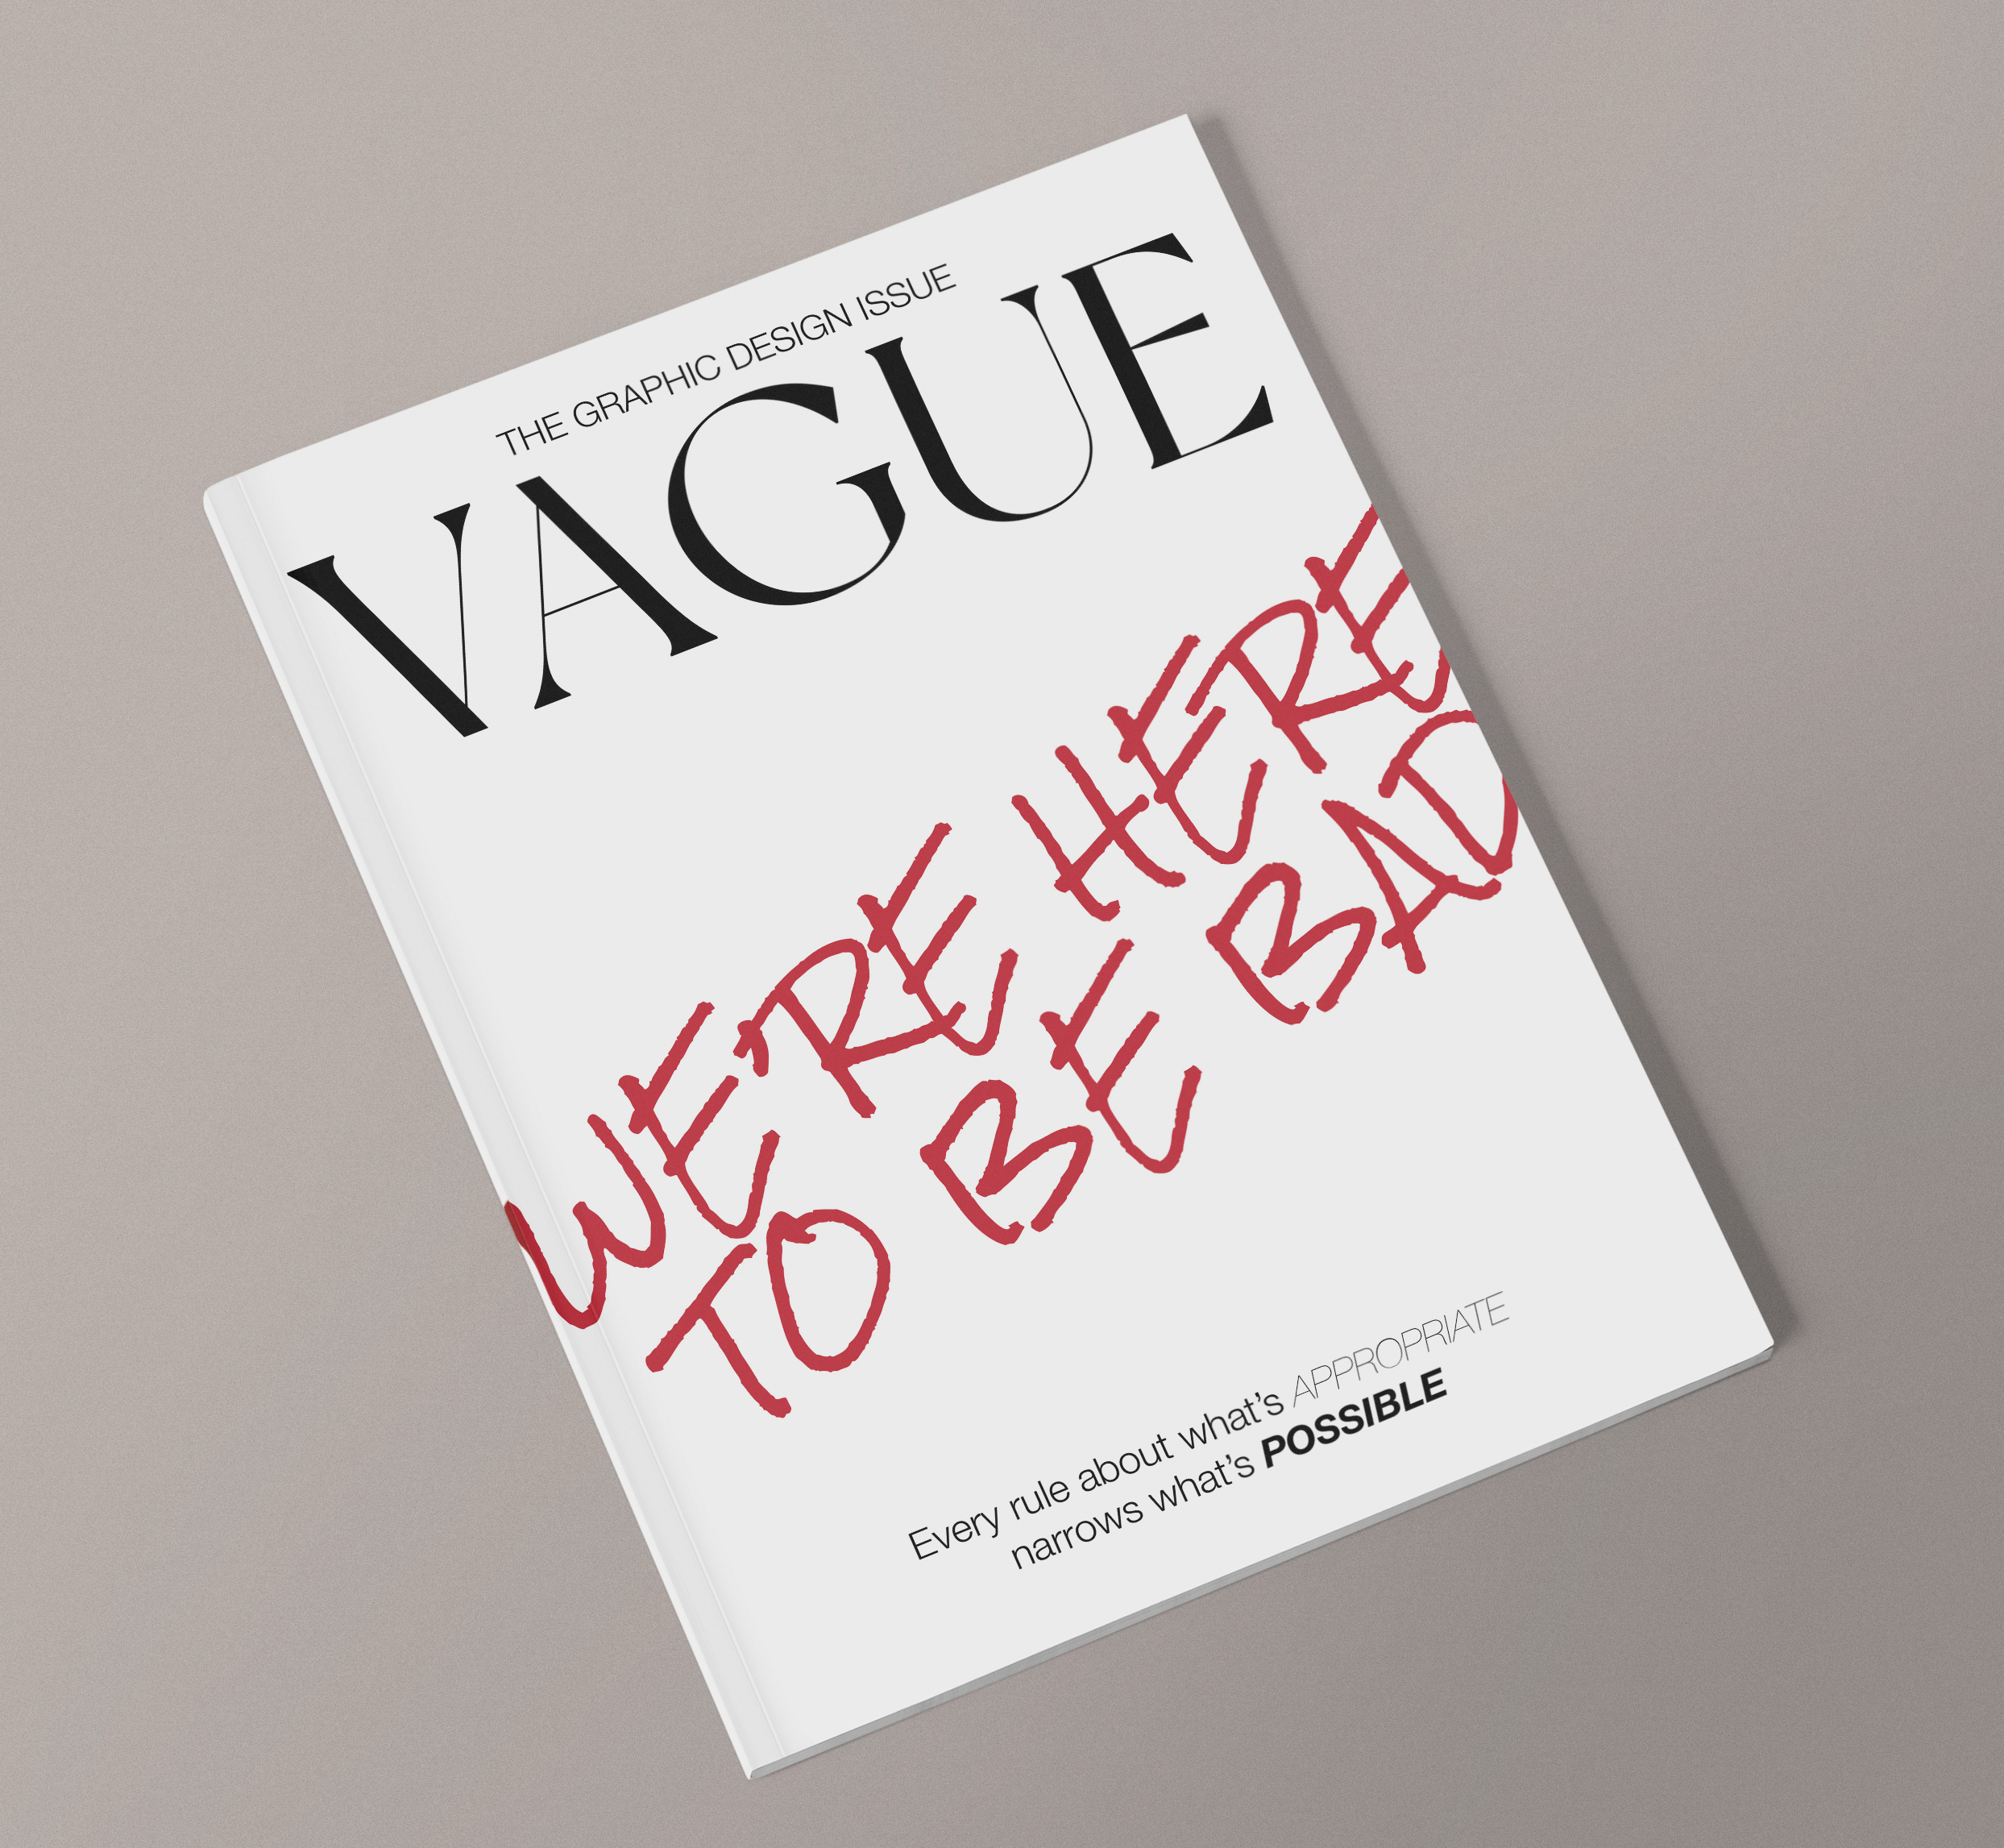 THE GRAPHIC DESIGN ISSUE
VAGUE
WE'RE HERE
TO BE BAD
Every rule about what's APPROPRIATE
narrows what's POSSIBLE